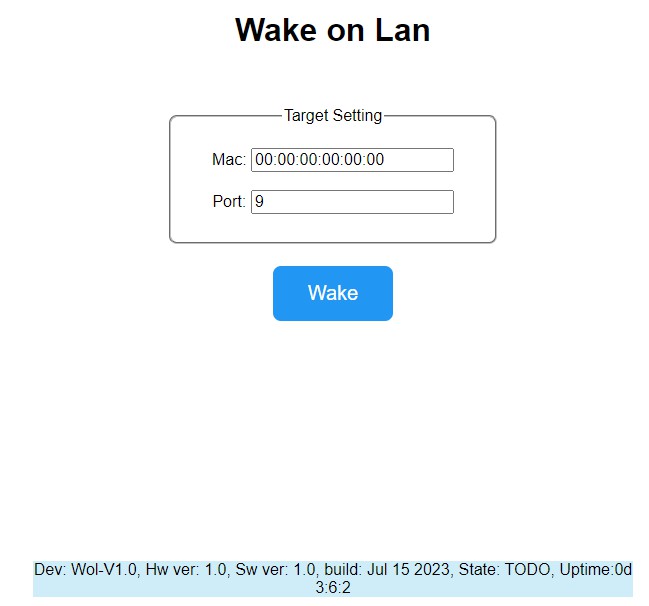 Wake on Lan
Target Setting
Mac: 00:00:00:00:00:00
Port: 9
Wake
Dev: Wol-V1.0, Hw ver: 1.0, Sw ver: 1.0, build: Jul 15 2023, State: TODO, Uptime:0d
3:6:2